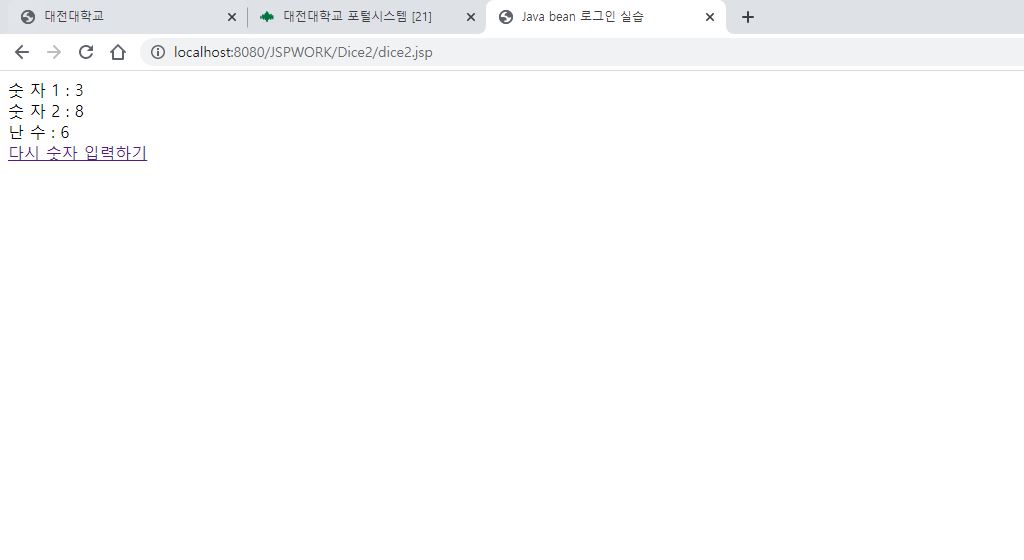 대전대학교
대전대학교 포털시스템 [21]
Java bean 로그인 실습
localhost:8080/JSPWORK/Dice2/dice2.jsp
숫 자 1 : 3
숫 자 2 : 8
난 수 : 6
다시 숫자 입력하기